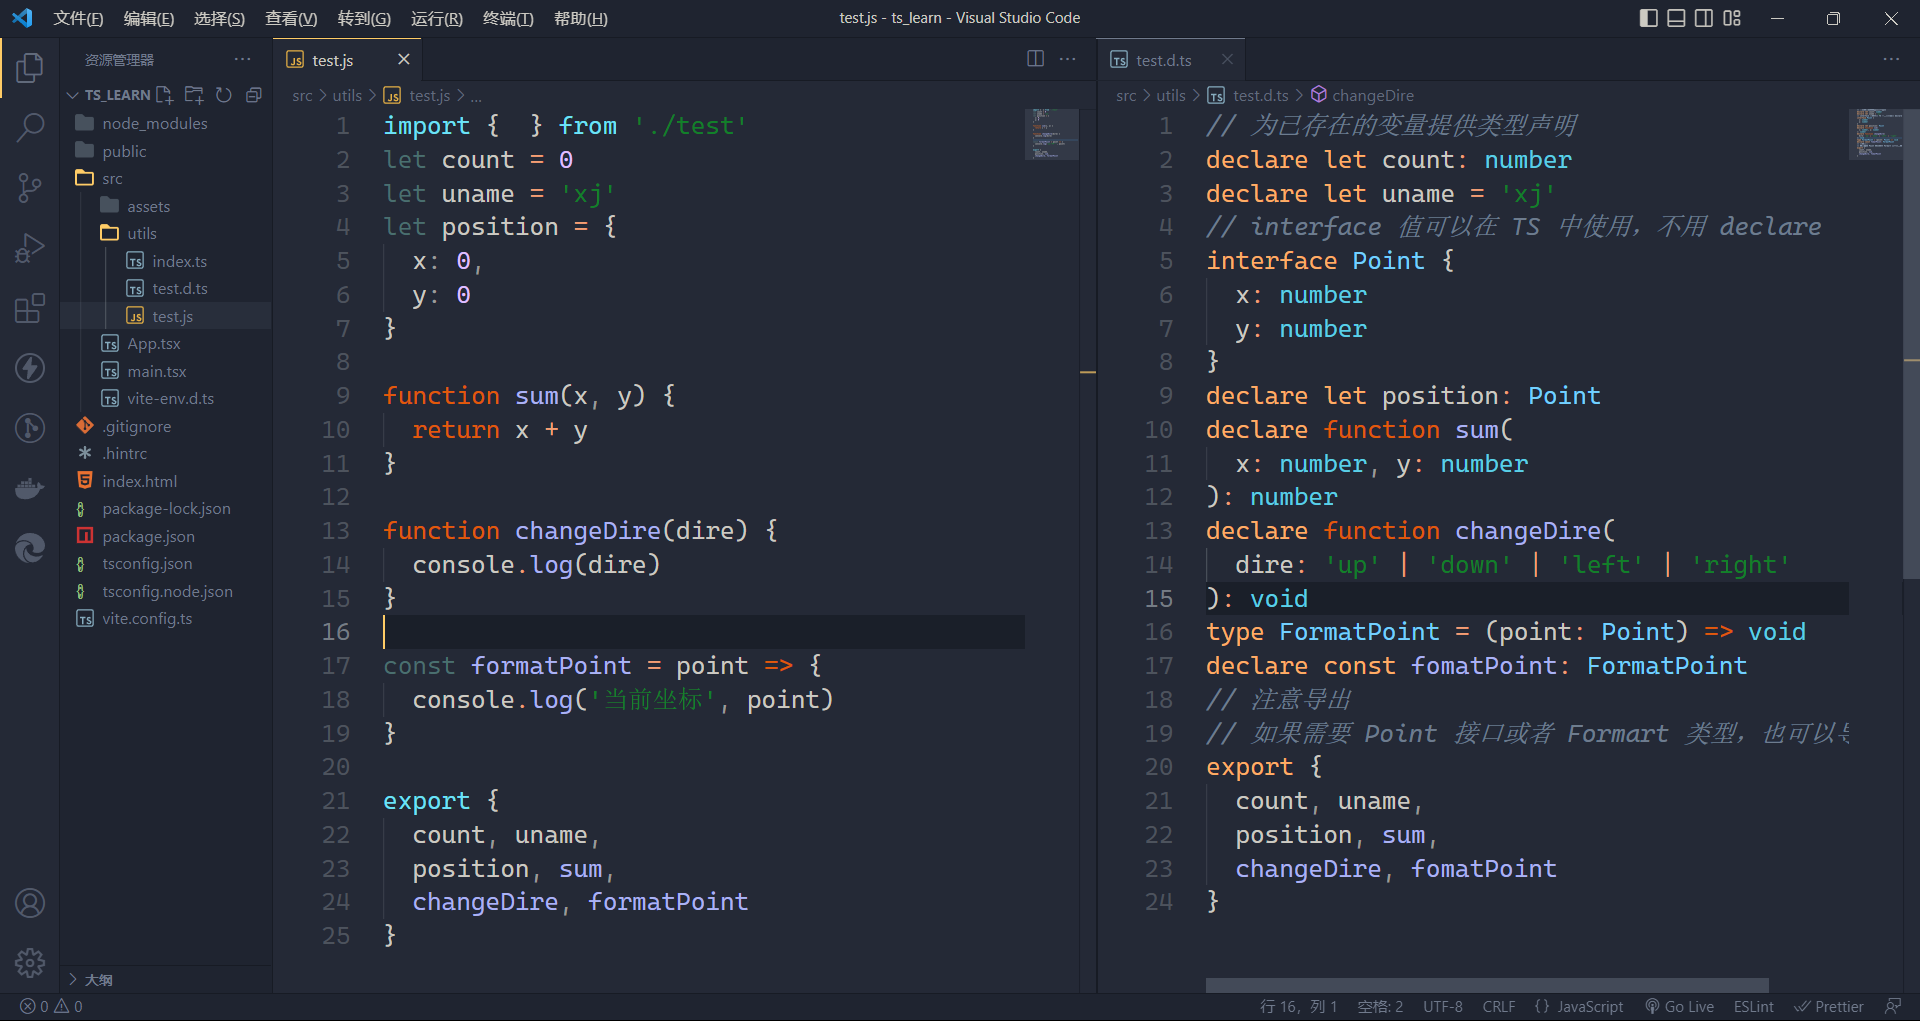 文件(F) 编辑(E) 选择(S) 查看(V) 转到(G) 运行(R) 终端(T) 帮助(H)
test.js - ts_learn - Visual Studio Code
资源管理器
TS_LEARN
node_modules
public
src
assets
utils
index.ts
test.d.ts
test.js
App.tsx
main.tsx
vite-env.d.ts
.gitignore
.hintrc
index.html
package-lock.json
package.json
tsconfig.json
tsconfig.node.json
vite.config.ts
大纲
test.js
src > utils > test.js > ...
1 import {  } from './test'
2 let count = 0
3 let uname = 'xj'
4 let position = {
5 x: 0,
6 y: 0
7 }
8
9 function sum(x, y) {
10 return x + y
11 }
12
13 function changeDire(dire) {
14 console.log(dire)
15 }
16
17 const formatPoint = point => {
18 console.log('当前坐标', point)
19 }
20
21 export {
22 count, uname,
23 position, sum,
24 changeDire, formatPoint
25 }
test.d.ts
src > utils > test.d.ts > changeDire
1 // 为已存在的变量提供类型声明
2 declare let count: number
3 declare let uname = 'xj'
4 // interface 值可以在 TS 中使用，不用 declare
5 interface Point {
6 x: number
7 y: number
8 }
9 declare let position: Point
10 declare function sum(
11 x: number, y: number
12 ): number
13 declare function changeDire(
14 dire: 'up' | 'down' | 'left' | 'right'
15 ): void
16 type FormatPoint = (point: Point) => void
17 declare const fomatPoint: FormatPoint
18 // 注意导出
19 // 如果需要 Point 接口或者 Formart 类型，也可以
20 export {
21 count, uname,
22 position, sum,
23 changeDire, fomatPoint
24 }
0 0
行 16，列 1 空格: 2 UTF-8 CRLF {} JavaScript Go Live ESLint Prettier